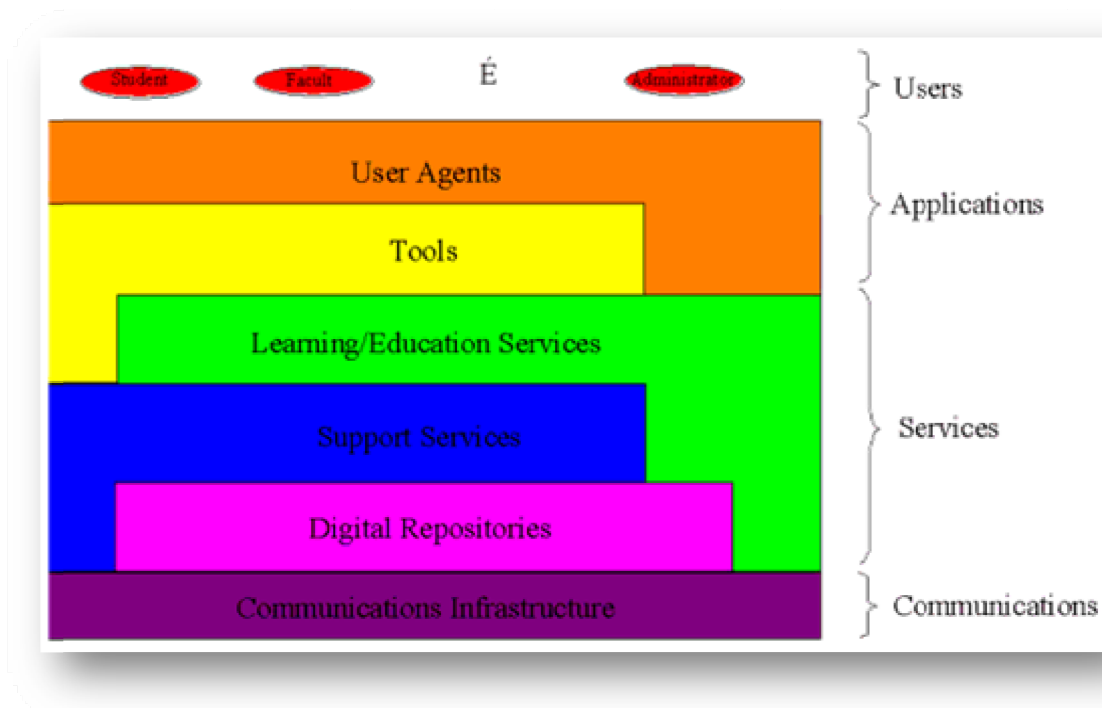 Student Facult É Administrator Users
User Agents
Applications
Tools
Learning/Education Services
Services
Support Services
Digital Repositories
Communications Infrastructure Communications